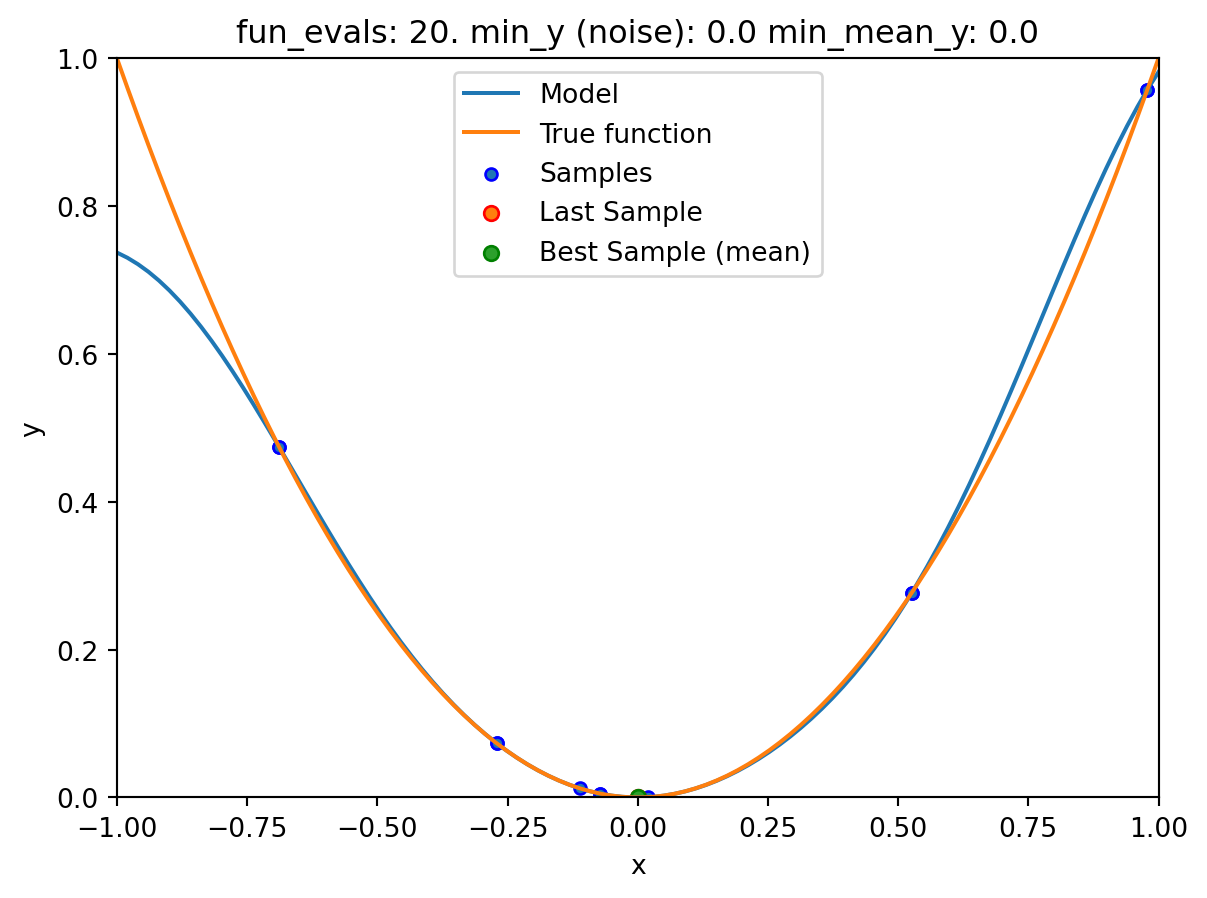 fun_evals: 20. min_y (noise): 0.0 min_mean_y: 0.0
Model
True function
Samples
Last Sample
Best Sample (mean)
1.0
0.8
0.6
0.4
0.2
0.0
y
−1.00 −0.75 −0.50 −0.25 0.00 0.25 0.50 0.75 1.00
x